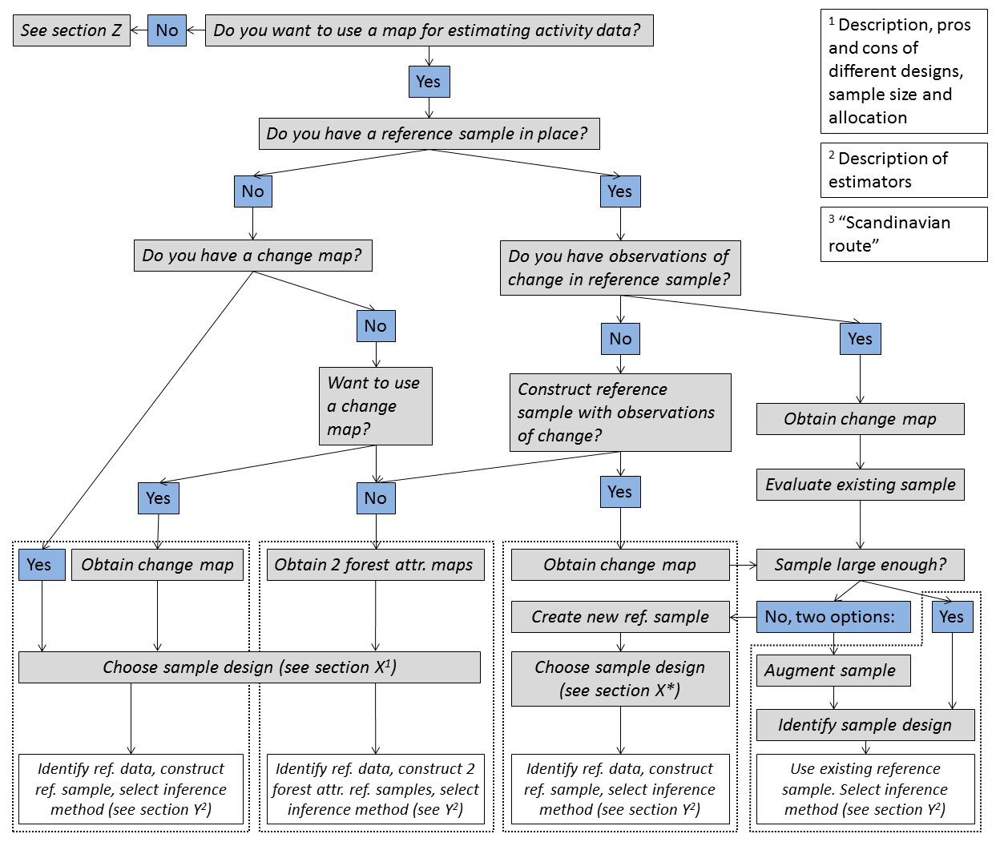 See section Z
No
Do you want to use a map for estimating activity data?
Yes
Do you have a reference sample in place?
No
Yes
Do you have a change map?
Do you have observations of
change in reference sample?
No
No
Yes
Want to use
a change
map?
Construct reference
sample with observations
of change?
Obtain change map
Evaluate existing sample
Yes
No
Yes
Yes
Obtain change map
Obtain 2 forest attr. maps
Obtain change map
Sample large enough?
Create new ref. sample
No, two options:
Yes
Choose sample design (see section X¹)
Choose sample design
(see section X*)
Augment sample
Identify sample design
Identify ref. data, construct
ref. sample, select inference
method (see section Y²)
Identify ref. data, construct 2
forest attr. ref. samples, select
inference method (see Y²)
Identify ref. data, construct
ref. sample, select inference
method (see section Y²)
Use existing reference
sample. Select inference
method (see section Y²)
¹ Description, pros
and cons of
different designs,
sample size and
allocation
² Description of
estimators
³ “Scandinavian
route”